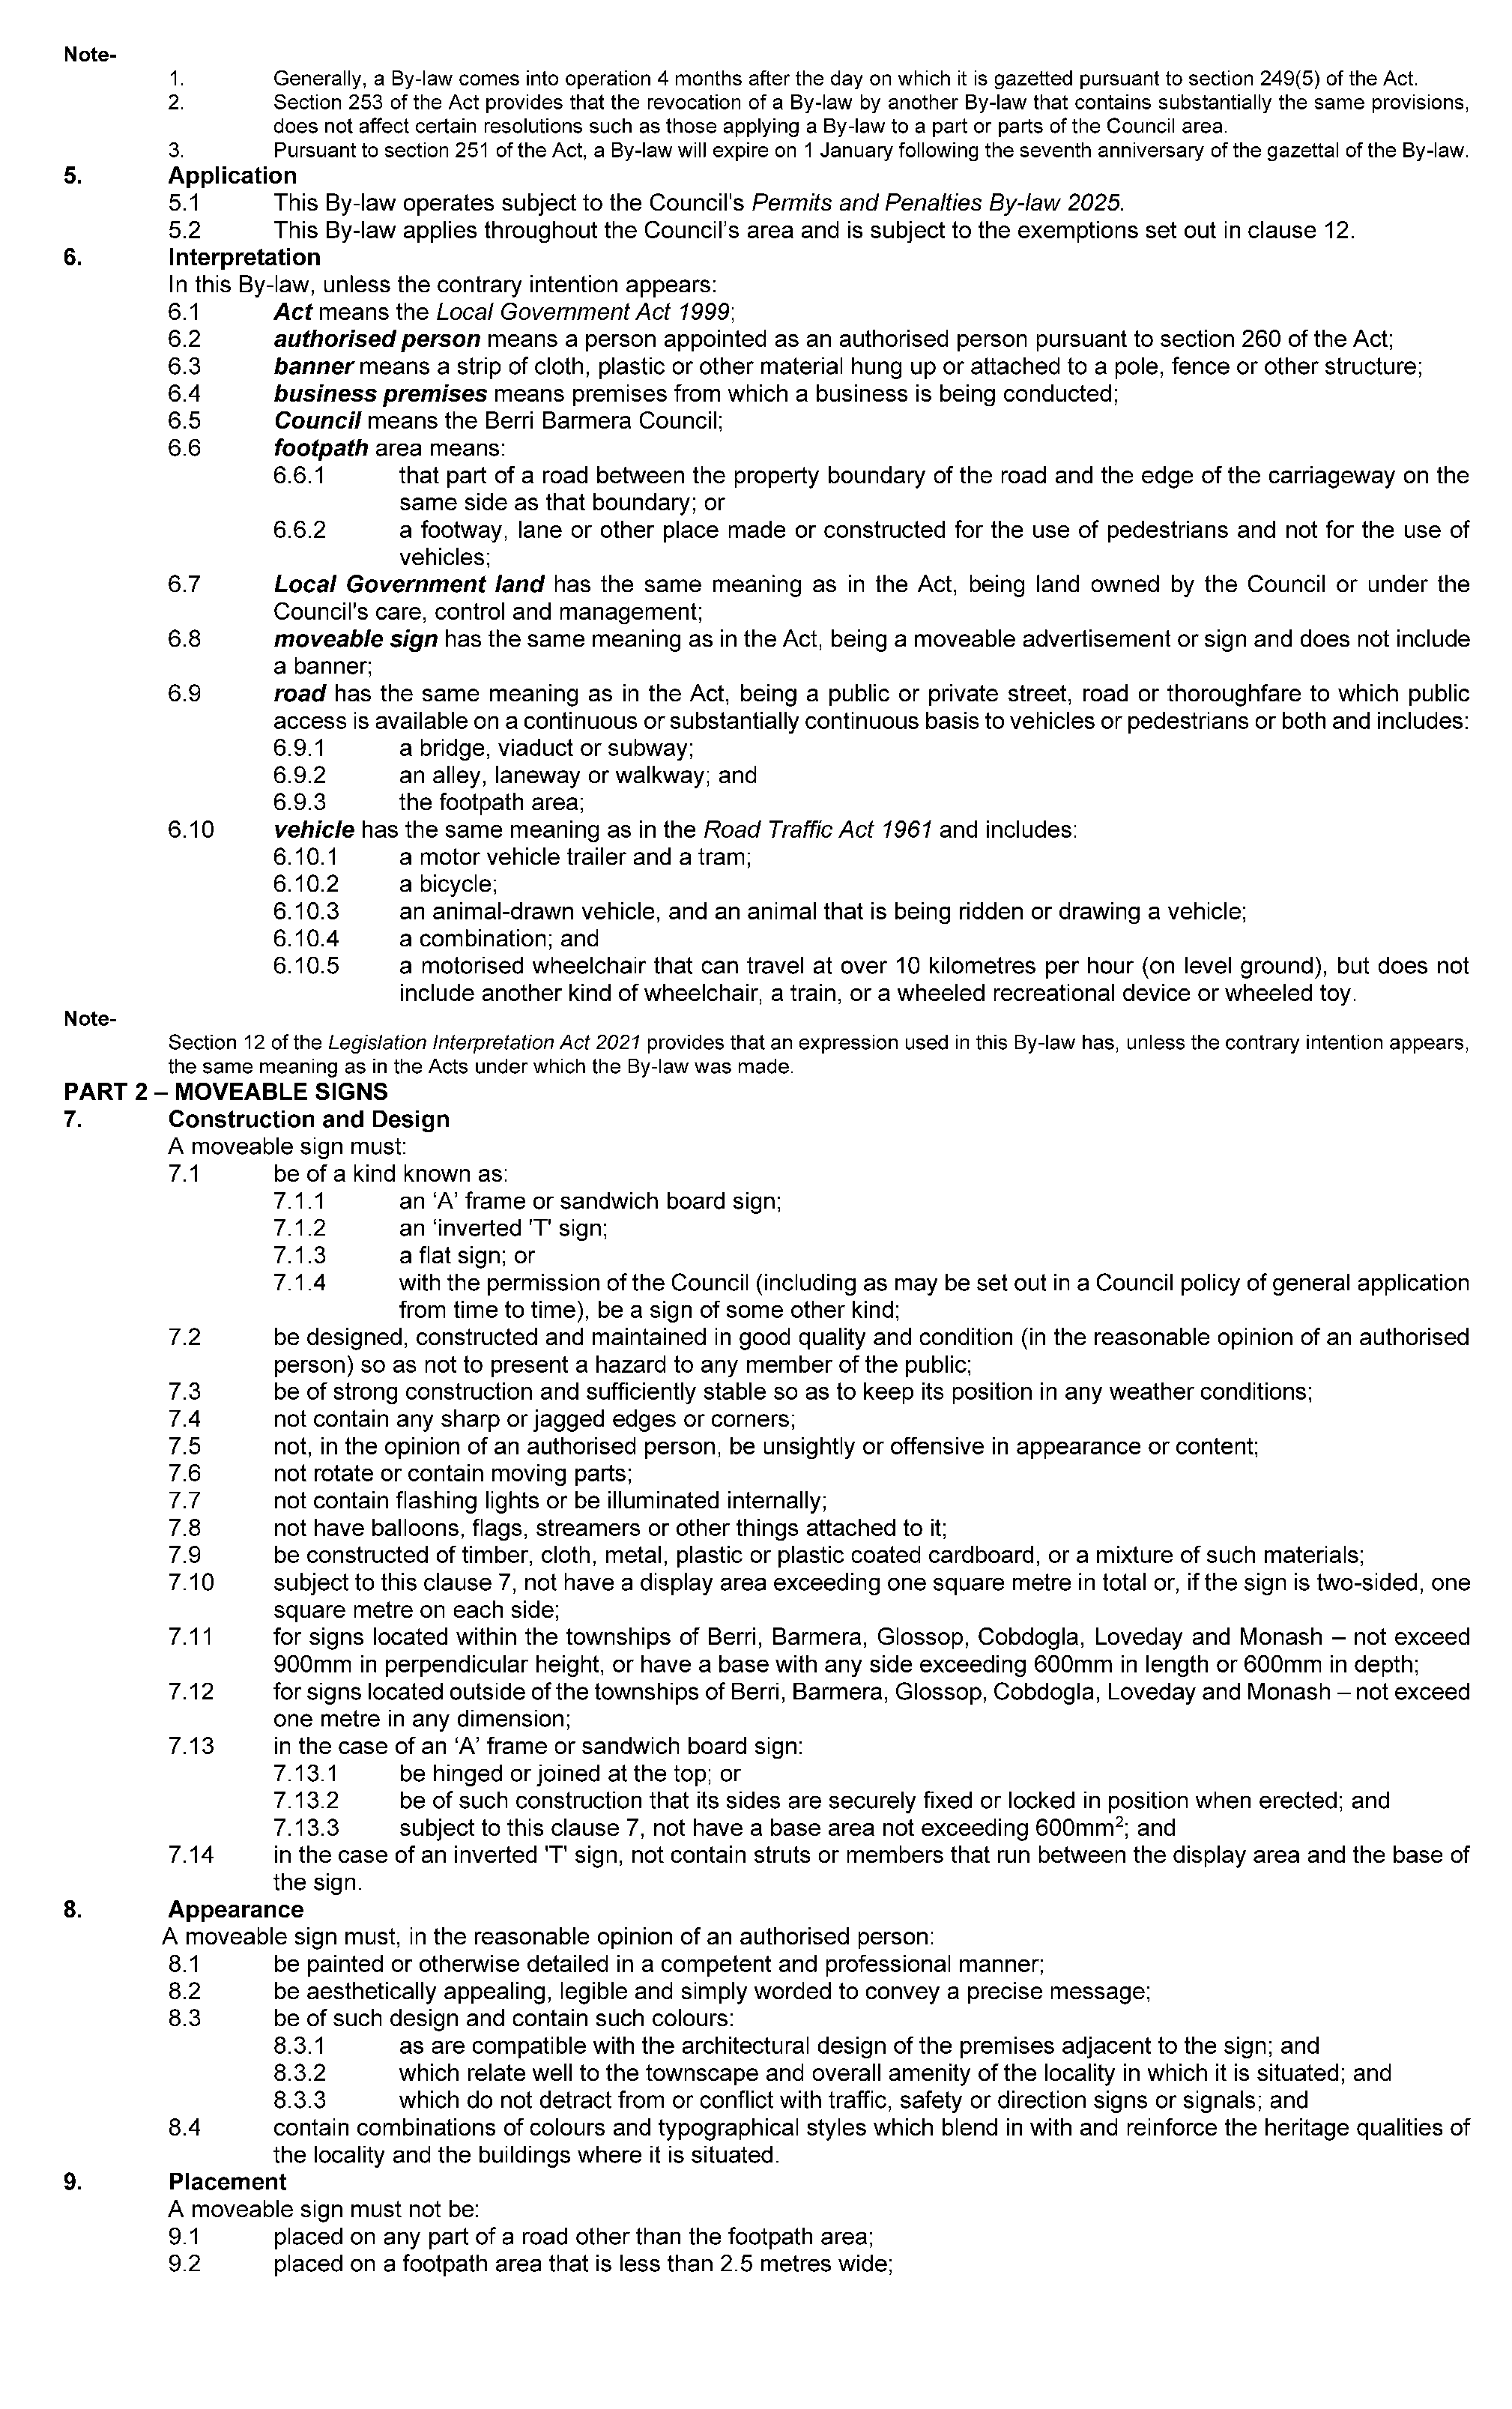 Note-
1. Generally, a By-law comes into operation 4 months after the day on which it is gazetted pursuant to section 249(5) of the Act.
2. Section 253 of the Act provides that the revocation of a By-law by another By-law that contains substantially the same provisions,
does not affect certain resolutions such as those applying a By-law to a part or parts of the Council area.
3. Pursuant to section 251 of the Act, a By-law will expire on 1 January following the seventh anniversary of the gazettal of the By-law.
5. Application
5.1 This By-law operates subject to the Council's Permits and Penalties By-law 2025.
5.2 This By-law applies throughout the Council's area and is subject to the exemptions set out in clause 12.
6. Interpretation
In this By-law, unless the contrary intention appears:
6.1 Act means the Local Government Act 1999;
6.2 authorised person means a person appointed as an authorised person pursuant to section 260 of the Act;
6.3 banner means a strip of cloth, plastic or other material hung up or attached to a pole, fence or other structure;
6.4 business premises means premises from which a business is being conducted;
6.5 Council means the Berri Barmera Council;
6.6 footpath area means:
6.6.1 that part of a road between the property boundary of the road and the edge of the carriageway on the
same side as that boundary; or
6.6.2 a footway, lane or other place made or constructed for the use of pedestrians and not for the use of
vehicles;
6.7 Local Government land has the same meaning as in the Act, being land owned by the Council or under the
Council's care, control and management;
6.8 moveable sign has the same meaning as in the Act, being a moveable advertisement or sign and does not include
a banner;
6.9 road has the same meaning as in the Act, being a public or private street, road or thoroughfare to which public
access is available on a continuous or substantially continuous basis to vehicles or pedestrians or both and includes:
6.9.1 a bridge, viaduct or subway;
6.9.2 an alley, laneway or walkway; and
6.9.3 the footpath area;
6.10 vehicle has the same meaning as in the Road Traffic Act 1961 and includes:
6.10.1 a motor vehicle trailer and a tram;
6.10.2 a bicycle;
6.10.3 an animal-drawn vehicle, and an animal that is being ridden or drawing a vehicle;
6.10.4 a combination; and
6.10.5 a motorised wheelchair that can travel at over 10 kilometres per hour (on level ground), but does not
include another kind of wheelchair, a train, or a wheeled recreational device or wheeled toy.
Note-
Section 12 of the Legislation Interpretation Act 2021 provides that an expression used in this By-law has, unless the contrary intention appears,
the same meaning as in the Acts under which the By-law was made.
PART 2 – MOVEABLE SIGNS
7. Construction and Design
A moveable sign must:
7.1 be of a kind known as:
7.1.1 an ‘A’ frame or sandwich board sign;
7.1.2 an ‘inverted 'T' sign;
7.1.3 a flat sign; or
7.1.4 with the permission of the Council (including as may be set out in a Council policy of general application
from time to time), be a sign of some other kind;
7.2 be designed, constructed and maintained in good quality and condition (in the reasonable opinion of an authorised
person) so as not to present a hazard to any member of the public;
7.3 be of strong construction and sufficiently stable so as to keep its position in any weather conditions;
7.4 not contain any sharp or jagged edges or corners;
7.5 not, in the opinion of an authorised person, be unsightly or offensive in appearance or content;
7.6 not rotate or contain moving parts;
7.7 not contain flashing lights or be illuminated internally;
7.8 not have balloons, flags, streamers or other things attached to it;
7.9 be constructed of timber, cloth, metal, plastic or plastic coated cardboard, or a mixture of such materials;
7.10 subject to this clause 7, not have a display area exceeding one square metre in total or, if the sign is two-sided, one
square metre on each side;
7.11 for signs located within the townships of Berri, Barmera, Glossop, Cobdogla, Loveday and Monash – not exceed
900mm in perpendicular height, or have a base with any side exceeding 600mm in length or 600mm in depth;
7.12 for signs located outside of the townships of Berri, Barmera, Glossop, Cobdogla, Loveday and Monash – not exceed
one metre in any dimension;
7.13 in the case of an ‘A’ frame or sandwich board sign:
7.13.1 be hinged or joined at the top; or
7.13.2 be of such construction that its sides are securely fixed or locked in position when erected; and
7.13.3 subject to this clause 7, not have a base area not exceeding 600mm²; and
7.14 in the case of an inverted 'T' sign, not contain struts or members that run between the display area and the base of
the sign.
8. Appearance
A moveable sign must, in the reasonable opinion of an authorised person:
8.1 be painted or otherwise detailed in a competent and professional manner;
8.2 be aesthetically appealing, legible and simply worded to convey a precise message;
8.3 be of such design and contain such colours:
8.3.1 as are compatible with the architectural design of the premises adjacent to the sign; and
8.3.2 which relate well to the townscape and overall amenity of the locality in which it is situated; and
8.3.3 which do not detract from or conflict with traffic, safety or direction signs or signals; and
8.4 contain combinations of colours and typographical styles which blend in with and reinforce the heritage qualities of
the locality and the buildings where it is situated.
9. Placement
A moveable sign must not be:
9.1 placed on any part of a road other than the footpath area;
9.2 placed on a footpath area that is less than 2.5 metres wide;